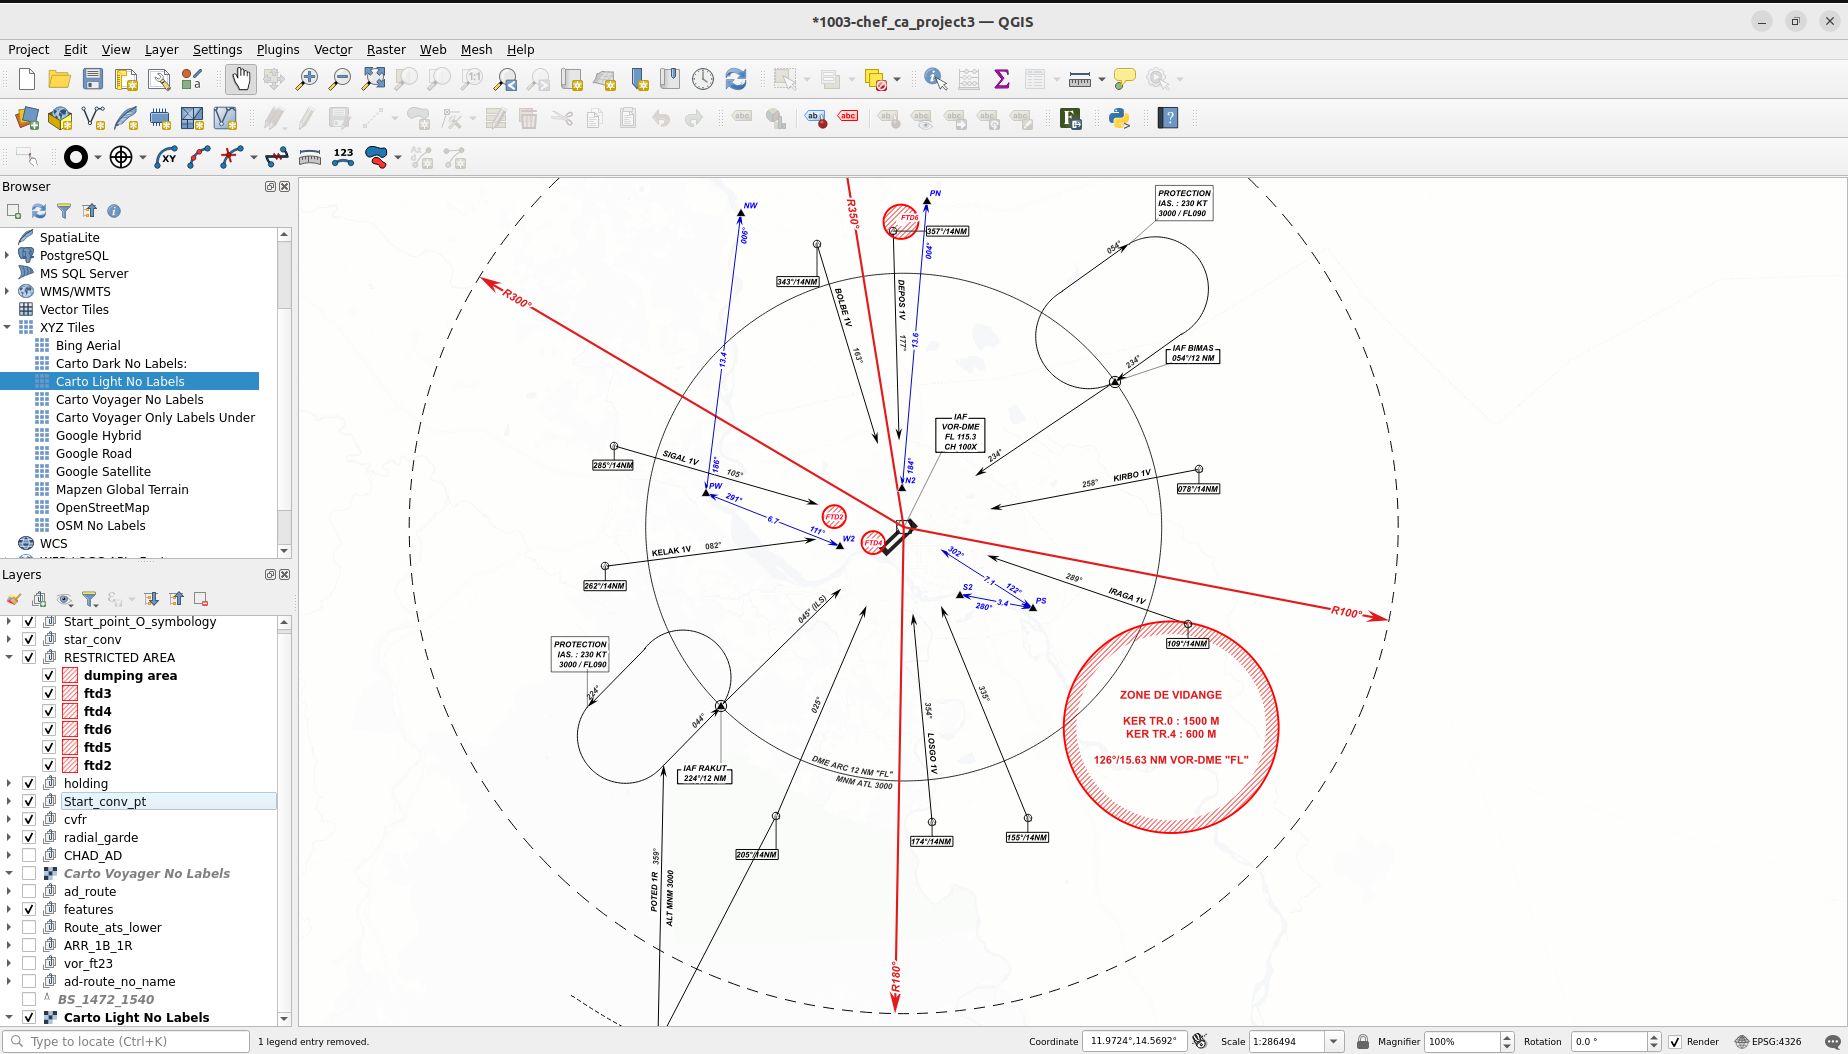 *1003-chef_ca_project3 — QGIS
Project Edit View Layer Settings Plugins Vector Raster Web Mesh Help
Browser
SpatiaLite
PostgreSQL
MS SQL Server
WMS/WMTS
Vector Tiles
XYZ Tiles
Bing Aerial
Carto Dark No Labels:
Carto Light No Labels
Carto Voyager No Labels
Carto Voyager Only Labels Under
Google Hybrid
Google Road
Google Satellite
Mapzen Global Terrain
OpenStreetMap
OSM No Labels
WCS
Layers
Start_point_O_symbology
star_conv
RESTRICTED AREA
dumping area
ftd3
ftd4
ftd6
ftd5
ftd2
holding
Start_conv_pt
cvfr
radial_garde
CHAD_AD
Carto Voyager No Labels
ad_route
features
Route_ats_lower
ARR_1B_1R
vor_ft23
ad-route_no_name
BS_1472_1540
Carto Light No Labels
NW
006°
13.4
186°
PW
291°
6.7
111°
W2
PN
004°
13.6
184°
N2
R350°
FTD6
357°/14NM
343°/14NM
BOLBE 1V
163°
DEPOS 1V
177°
PROTECTION
IAS. : 230 KT
3000 / FL090
054°
IAF BIMAS
054°/12 NM
234°
234°
R300°
285°/14NM
SIGAL 1V
105°
IAF
VOR-DME
FL 115.3
CH 100X
258°
KIRBO 1V
078°/14NM
FTD2
FTD4
KELAK 1V
082°
262°/14NM
302°
7.1
122°
S2
280°
3.4
PS
289°
IRAGA 1V
R100°
109°/14NM
ZONE DE VIDANGE
KER TR.0 : 1500 M
KER TR.4 : 600 M
126°/15.63 NM VOR-DME "FL"
045° (ILS)
PROTECTION
IAS. : 230 KT
3000 / FL090
224°
044°
IAF RAKUT
224°/12 NM
025°
205°/14NM
DME ARC 12 NM "FL"
MNM ATL 3000
354°
LOSGO 1V
174°/14NM
335°
155°/14NM
POTED 1R 359°
ALT MNM 3000
R180°
Type to locate (Ctrl+K)
1 legend entry removed.
Coordinate 11.9724°,14.5692°
Scale 1:286494
Magnifier 100%
Rotation 0.0 °
Render
EPSG:4326